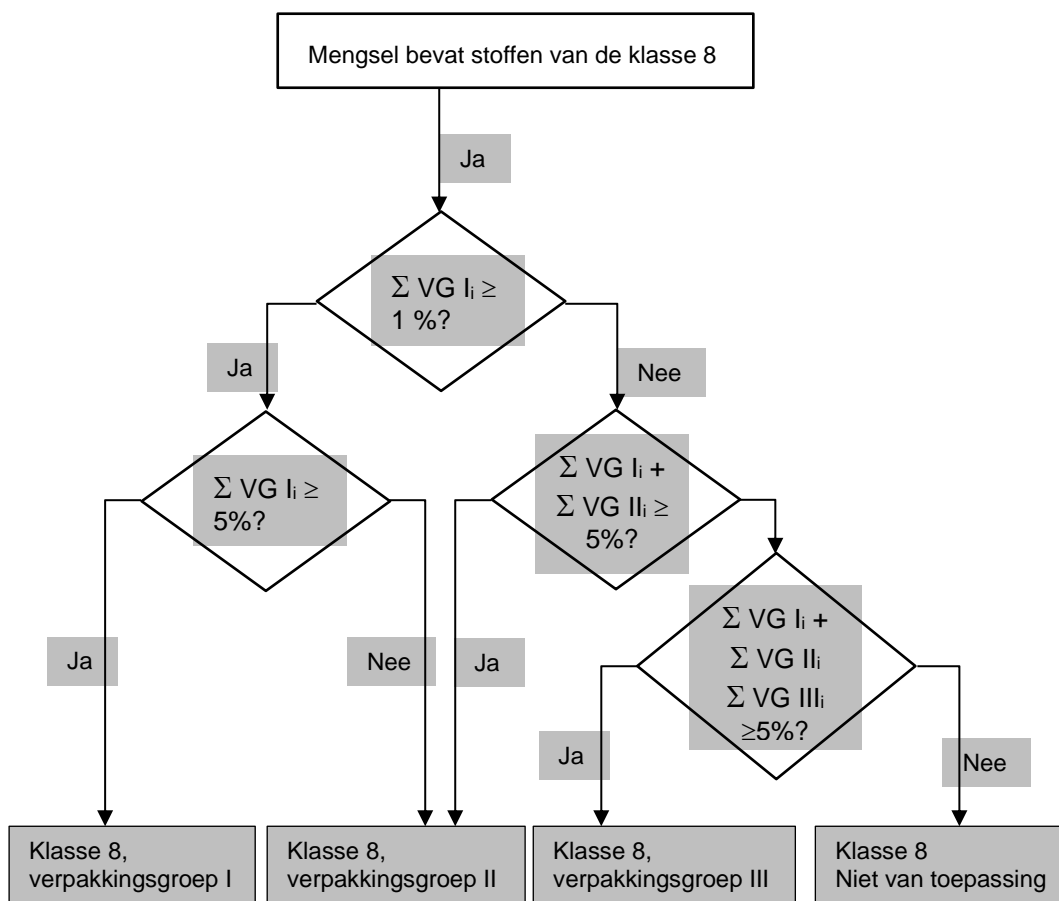 Mengsel bevat stoffen van de klasse 8
Ja
Σ VG Iᵢ ≥
1 %?
Ja
Nee
Σ VG Iᵢ ≥
5%?
Σ VG Iᵢ +
Σ VG IIᵢ ≥
5%?
Σ VG Iᵢ +
Σ VG IIᵢ
Σ VG IIIᵢ
≥5%?
Ja
Nee
Ja
Ja
Nee
Klasse 8,
verpakkingsgroep I
Klasse 8,
verpakkingsgroep II
Klasse 8,
verpakkingsgroep III
Klasse 8
Niet van toepassing